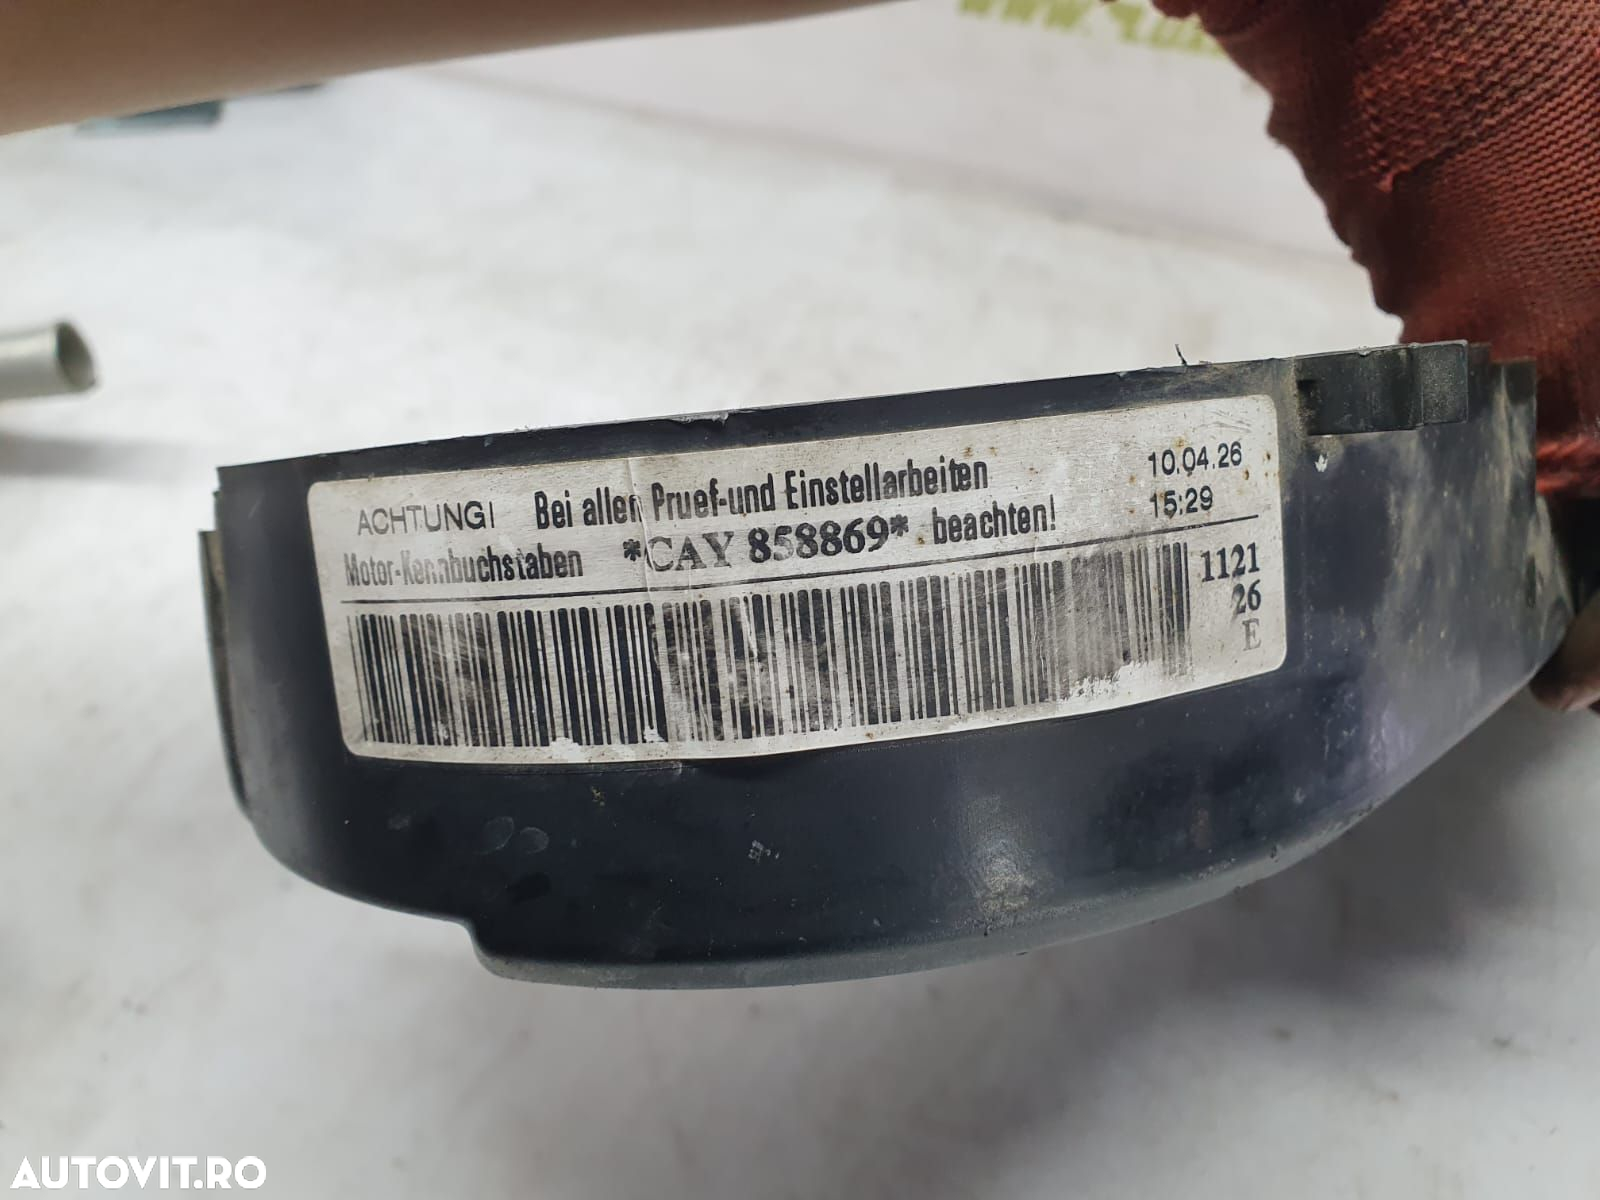 ACHTUNG! Bei allen Pruef-und Einstellarbeiten 10.04.26
Motor-Kennbuchstaben *CAY 858869* beachten! 15:29
1121
26
E
AUTOVIT.RO